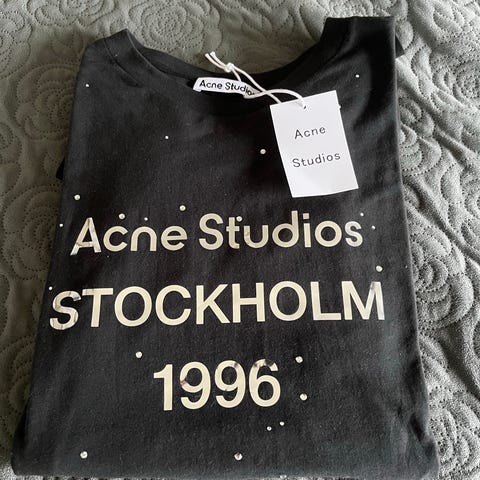 Acne Studios
Acne
Studios
Acne Studios
STOCKHOLM
1996